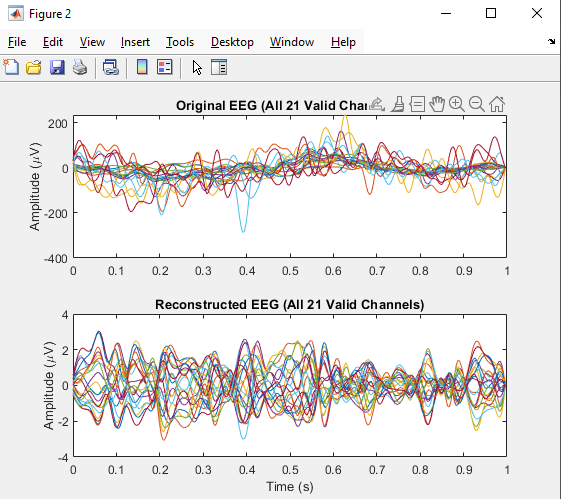 Figure 2
File Edit View Insert Tools Desktop Window Help
Original EEG (All 21 Valid Char
200
0
-200
-400
Amplitude (μV)
0 0.1 0.2 0.3 0.4 0.5 0.6 0.7 0.8 0.9 1
Reconstructed EEG (All 21 Valid Channels)
4
2
0
-2
-4
Amplitude (μV)
0 0.1 0.2 0.3 0.4 0.5 0.6 0.7 0.8 0.9 1
Time (s)